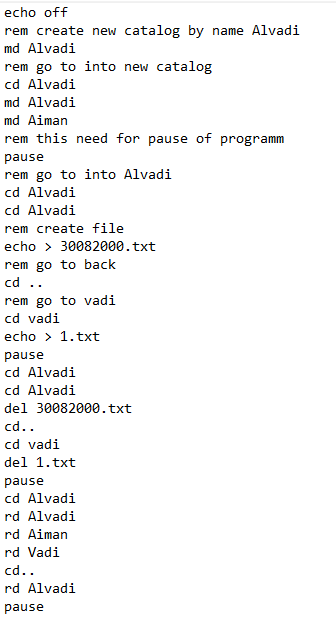 echo off
rem create new catalog by name Alvadi
md Alvadi
rem go to into new catalog
cd Alvadi
md Alvadi
md Aiman
rem this need for pause of programm
pause
rem go to into Alvadi
cd Alvadi
cd Alvadi
rem create file
echo > 30082000.txt
rem go to back
cd ..
rem go to vadi
cd vadi
echo > 1.txt
pause
cd Alvadi
cd Alvadi
del 30082000.txt
cd..
cd vadi
del 1.txt
pause
cd Alvadi
rd Alvadi
rd Aiman
rd Vadi
cd..
rd Alvadi
pause